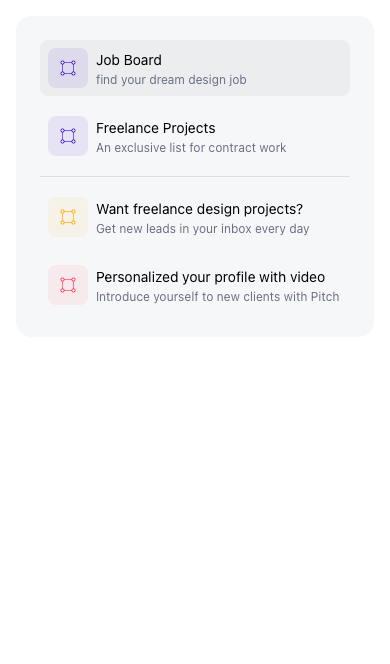 Job Board
find your dream design job
Freelance Projects
An exclusive list for contract work
Want freelance design projects?
Get new leads in your inbox every day
Personalized your profile with video
Introduce yourself to new clients with Pitch